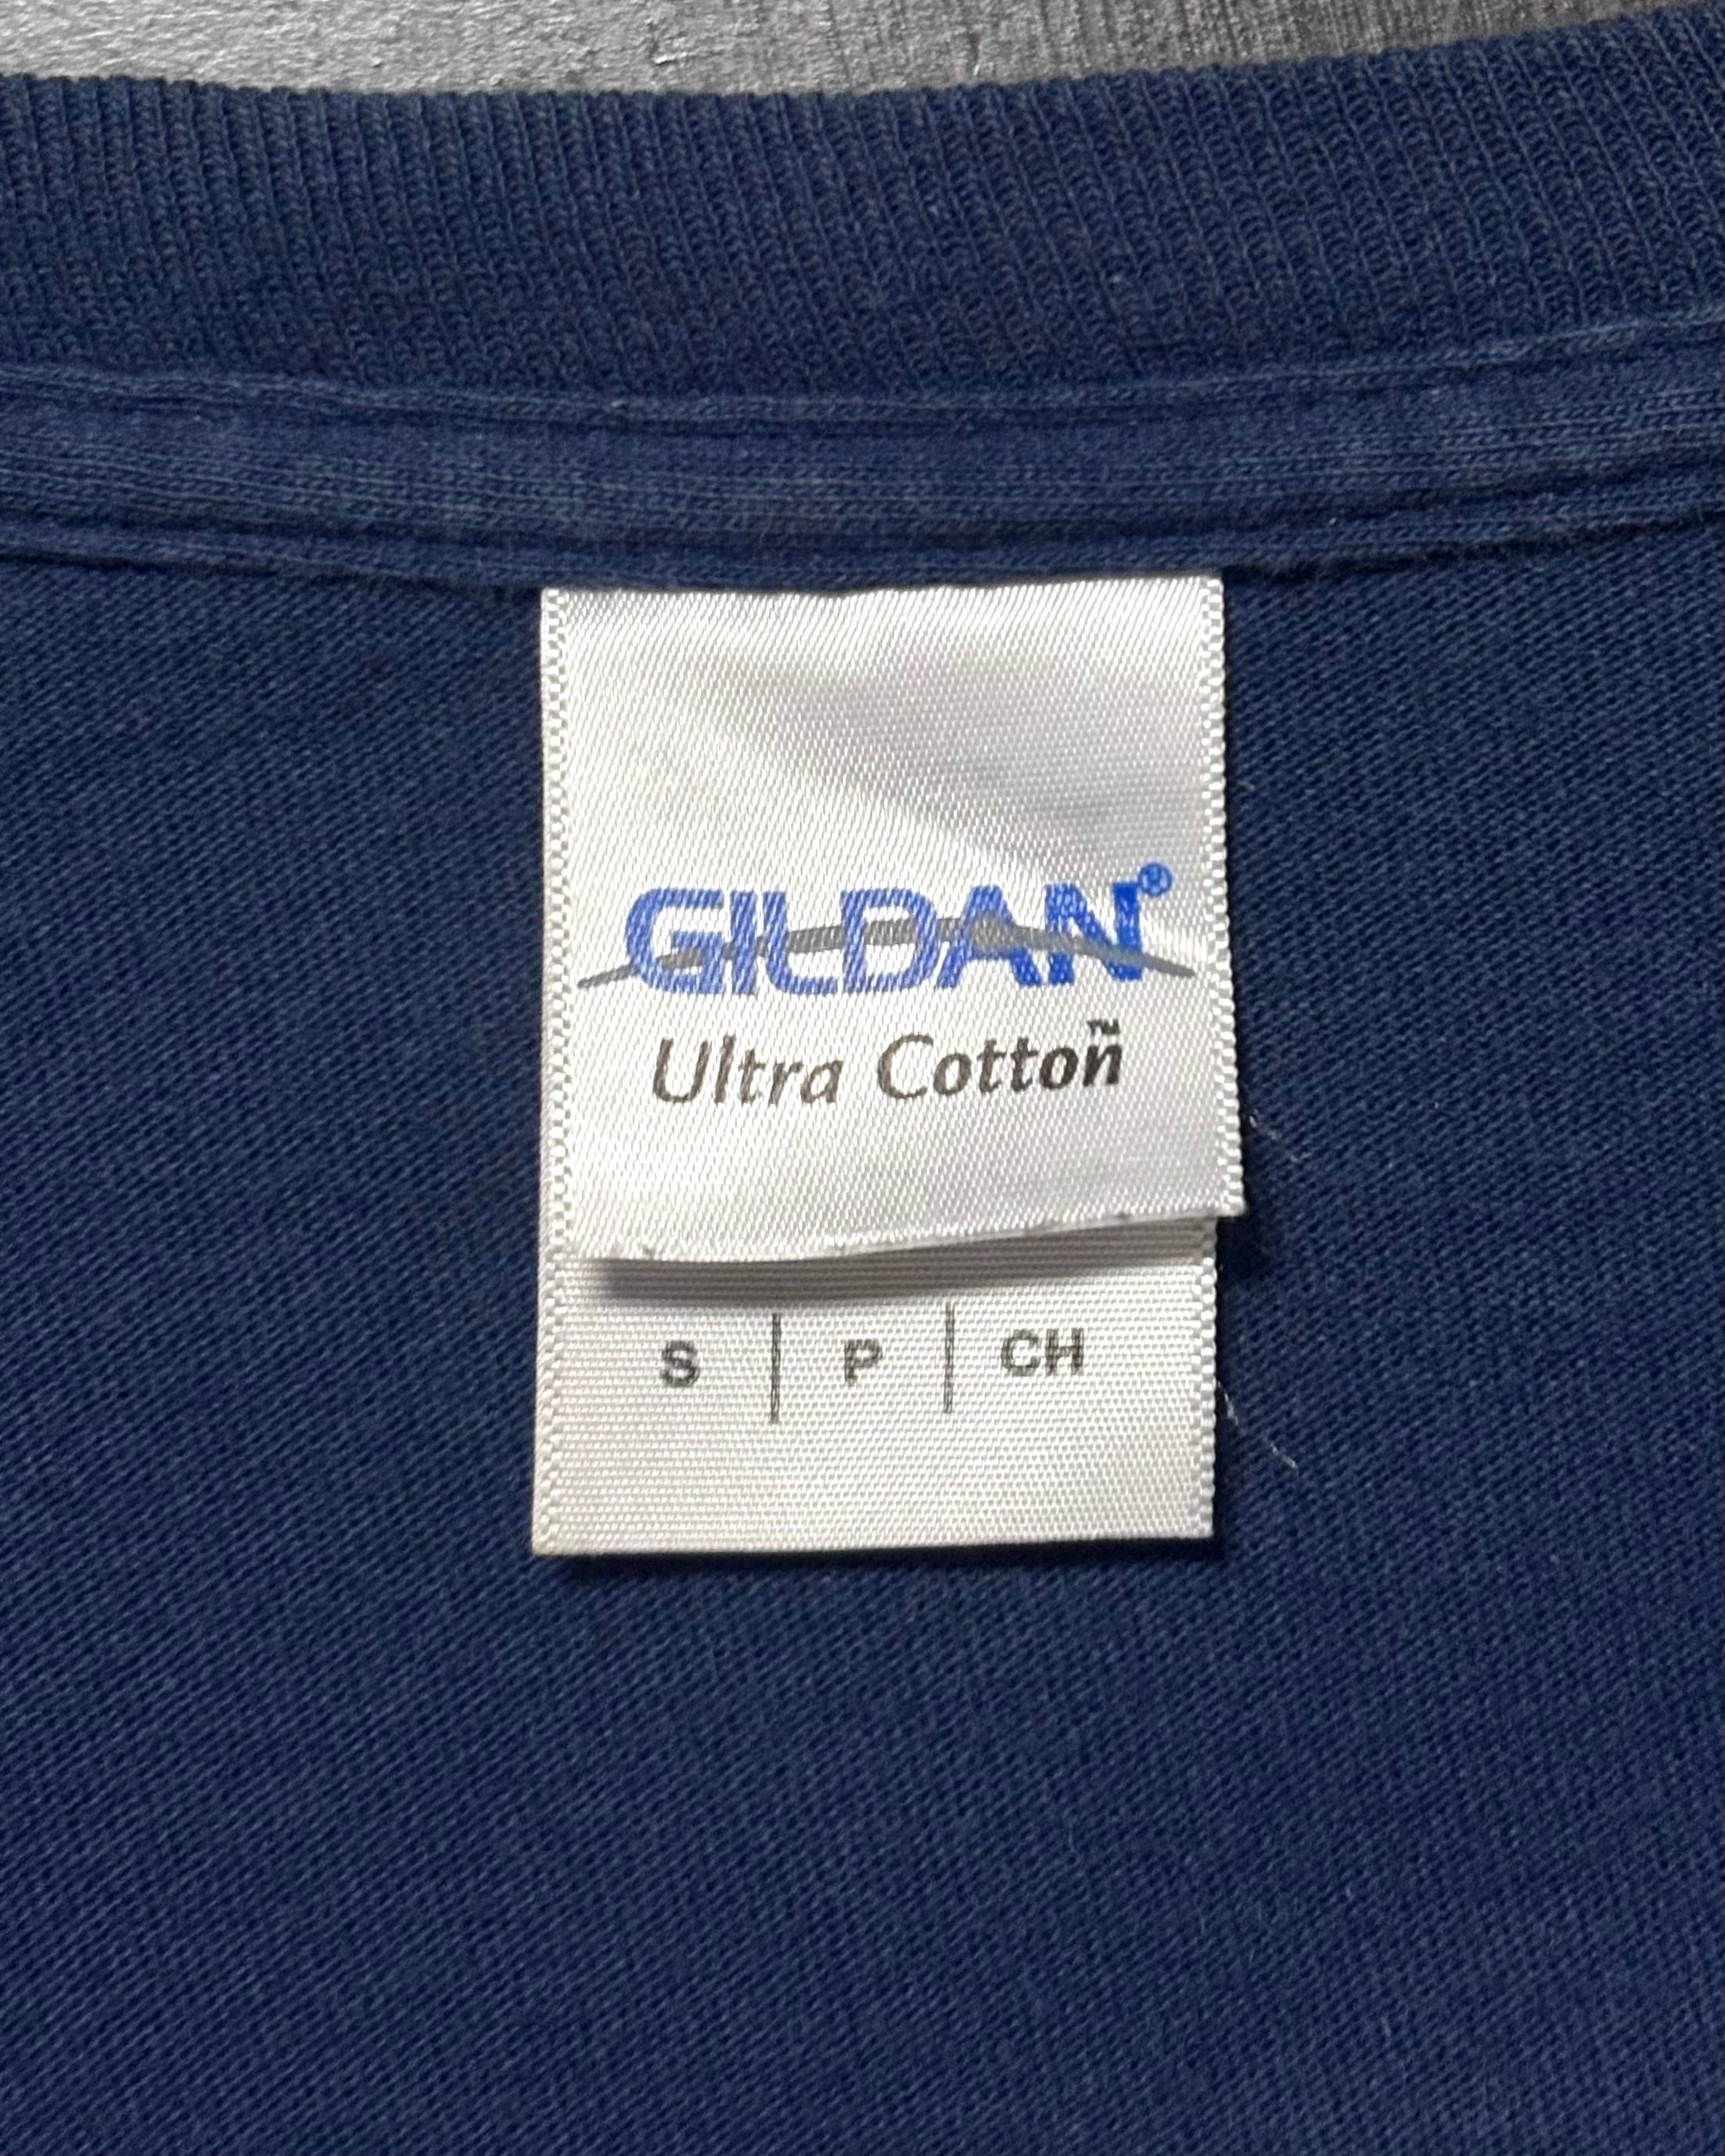 GILDAN®
Ultra Cotton™
S | P | CH